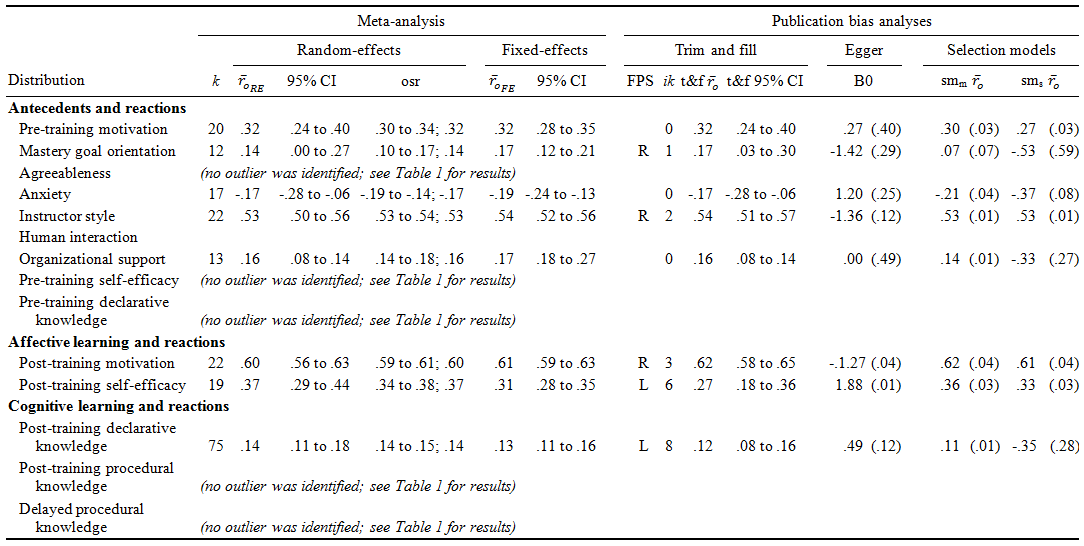 Meta-analysis Publication bias analyses
Random-effects Fixed-effects Trim and fill Egger Selection models
Distribution k r̄oRE 95% CI osr r̄oFE 95% CI FPS ik t&f r̄o t&f 95% CI B0 smm r̄o sms r̄o
Antecedents and reactions
Pre-training motivation 20 .32 .24 to .40 .30 to .34; .32 .32 .28 to .35 0 .32 .24 to .40 .27 (.40) .30 (.03) .27 (.03)
Mastery goal orientation 12 .14 .00 to .27 .10 to .17; .14 .17 .12 to .21 R 1 .17 .03 to .30 -1.42 (.29) .07 (.07) -.53 (.59)
Agreeableness (no outlier was identified; see Table 1 for results)
Anxiety 17 -.17 -.28 to -.06 -.19 to -.14; -.17 -.19 -.24 to -.13 0 -.17 -.28 to -.06 1.20 (.25) -.21 (.04) -.37 (.08)
Instructor style 22 .53 .50 to .56 .53 to .54; .53 .54 .52 to .56 R 2 .54 .51 to .57 -1.36 (.12) .53 (.01) .53 (.01)
Human interaction
Organizational support 13 .16 .08 to .14 .14 to .18; .16 .17 .18 to .27 0 .16 .08 to .14 .00 (.49) .14 (.01) -.33 (.27)
Pre-training self-efficacy (no outlier was identified; see Table 1 for results)
Pre-training declarative
knowledge (no outlier was identified; see Table 1 for results)
Affective learning and reactions
Post-training motivation 22 .60 .56 to .63 .59 to .61; .60 .61 .59 to .63 R 3 .62 .58 to .65 -.1.27 (.04) .62 (.04) .61 (.04)
Post-training self-efficacy 19 .37 .29 to .44 .34 to .38; .37 .31 .28 to .35 L 6 .27 .18 to .36 1.88 (.01) .36 (.03) .33 (.03)
Cognitive learning and reactions
Post-training declarative
knowledge 75 .14 .11 to .18 .14 to .15; .14 .13 .11 to .16 L 8 .12 .08 to .16 .49 (.12) .11 (.01) -.35 (.28)
Post-training procedural
knowledge (no outlier was identified; see Table 1 for results)
Delayed procedural
knowledge (no outlier was identified; see Table 1 for results)